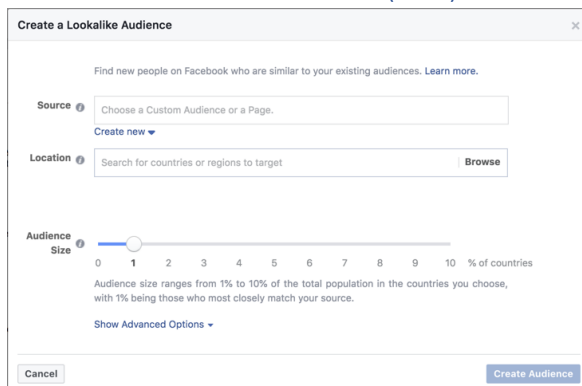 Create a Lookalike Audience ×
Find new people on Facebook who are similar to your existing audiences. Learn more.
Source i
Choose a Custom Audience or a Page.
Create new
Location i
Search for countries or regions to target Browse
Audience Size i
0 1 2 3 4 5 6 7 8 9 10 % of countries
Audience size ranges from 1% to 10% of the total population in the countries you choose,
with 1% being those who most closely match your source.
Show Advanced Options
Cancel Create Audience